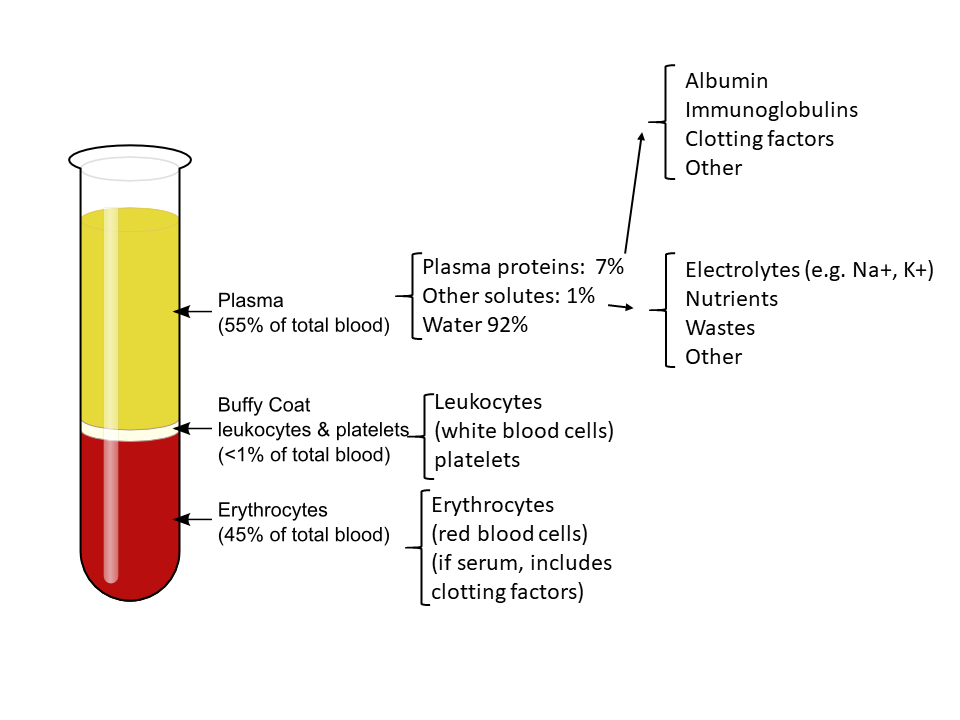 Albumin
Immunoglobulins
Clotting factors
Other
Plasma
(55% of total blood)
Plasma proteins:  7%
Other solutes: 1%
Water 92%
Electrolytes (e.g. Na+, K+)
Nutrients
Wastes
Other
Buffy Coat
leukocytes & platelets
(<1% of total blood)
Leukocytes
(white blood cells)
platelets
Erythrocytes
(45% of total blood)
Erythrocytes
(red blood cells)
(if serum, includes
clotting factors)